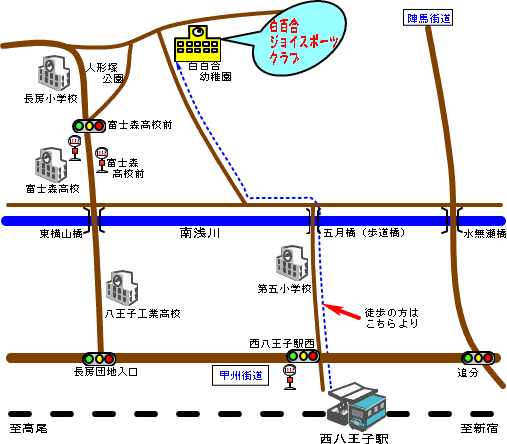 陣馬街道
白百合
ジョイスポーツ
クラブ
白百合
幼稚園
人形塚
公園
長房小学校
富士森高校前
富士森
高校前
富士森高校
東横山橋
南浅川
五月橋（歩道橋）
水無瀬橋
第五小学校
八王子工業高校
徒歩の方は
こちらより
西八王子駅西
長房団地入口
甲州街道
追分
至高尾
西八王子駅
至新宿